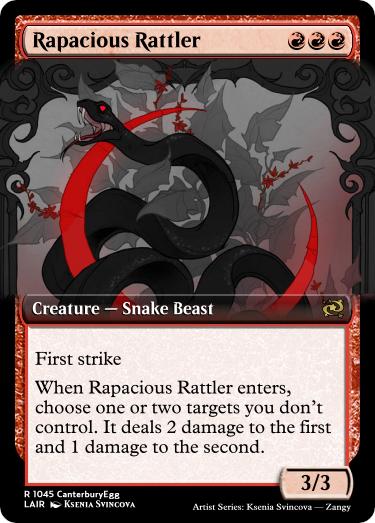 Rapacious Rattler
Creature — Snake Beast
First strike
When Rapacious Rattler enters,
choose one or two targets you don’t
control. It deals 2 damage to the first
and 1 damage to the second.
3/3
R 1045 CanterburyEgg
LAIR Ksenia Svincova
Artist Series: Ksenia Svincova — Zangy